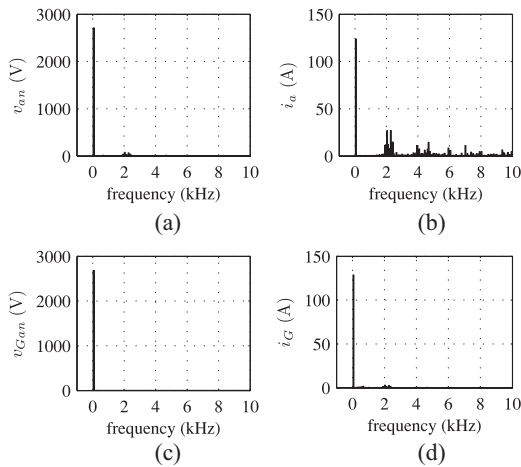 3000
2000
1000
0
v_an (V)
0 2 4 6 8 10
frequency (kHz)
(a)
150
100
50
0
i_a (A)
0 2 4 6 8 10
frequency (kHz)
(b)
3000
2000
1000
0
v_Gan (V)
0 2 4 6 8 10
frequency (kHz)
(c)
150
100
50
0
i_G (A)
0 2 4 6 8 10
frequency (kHz)
(d)